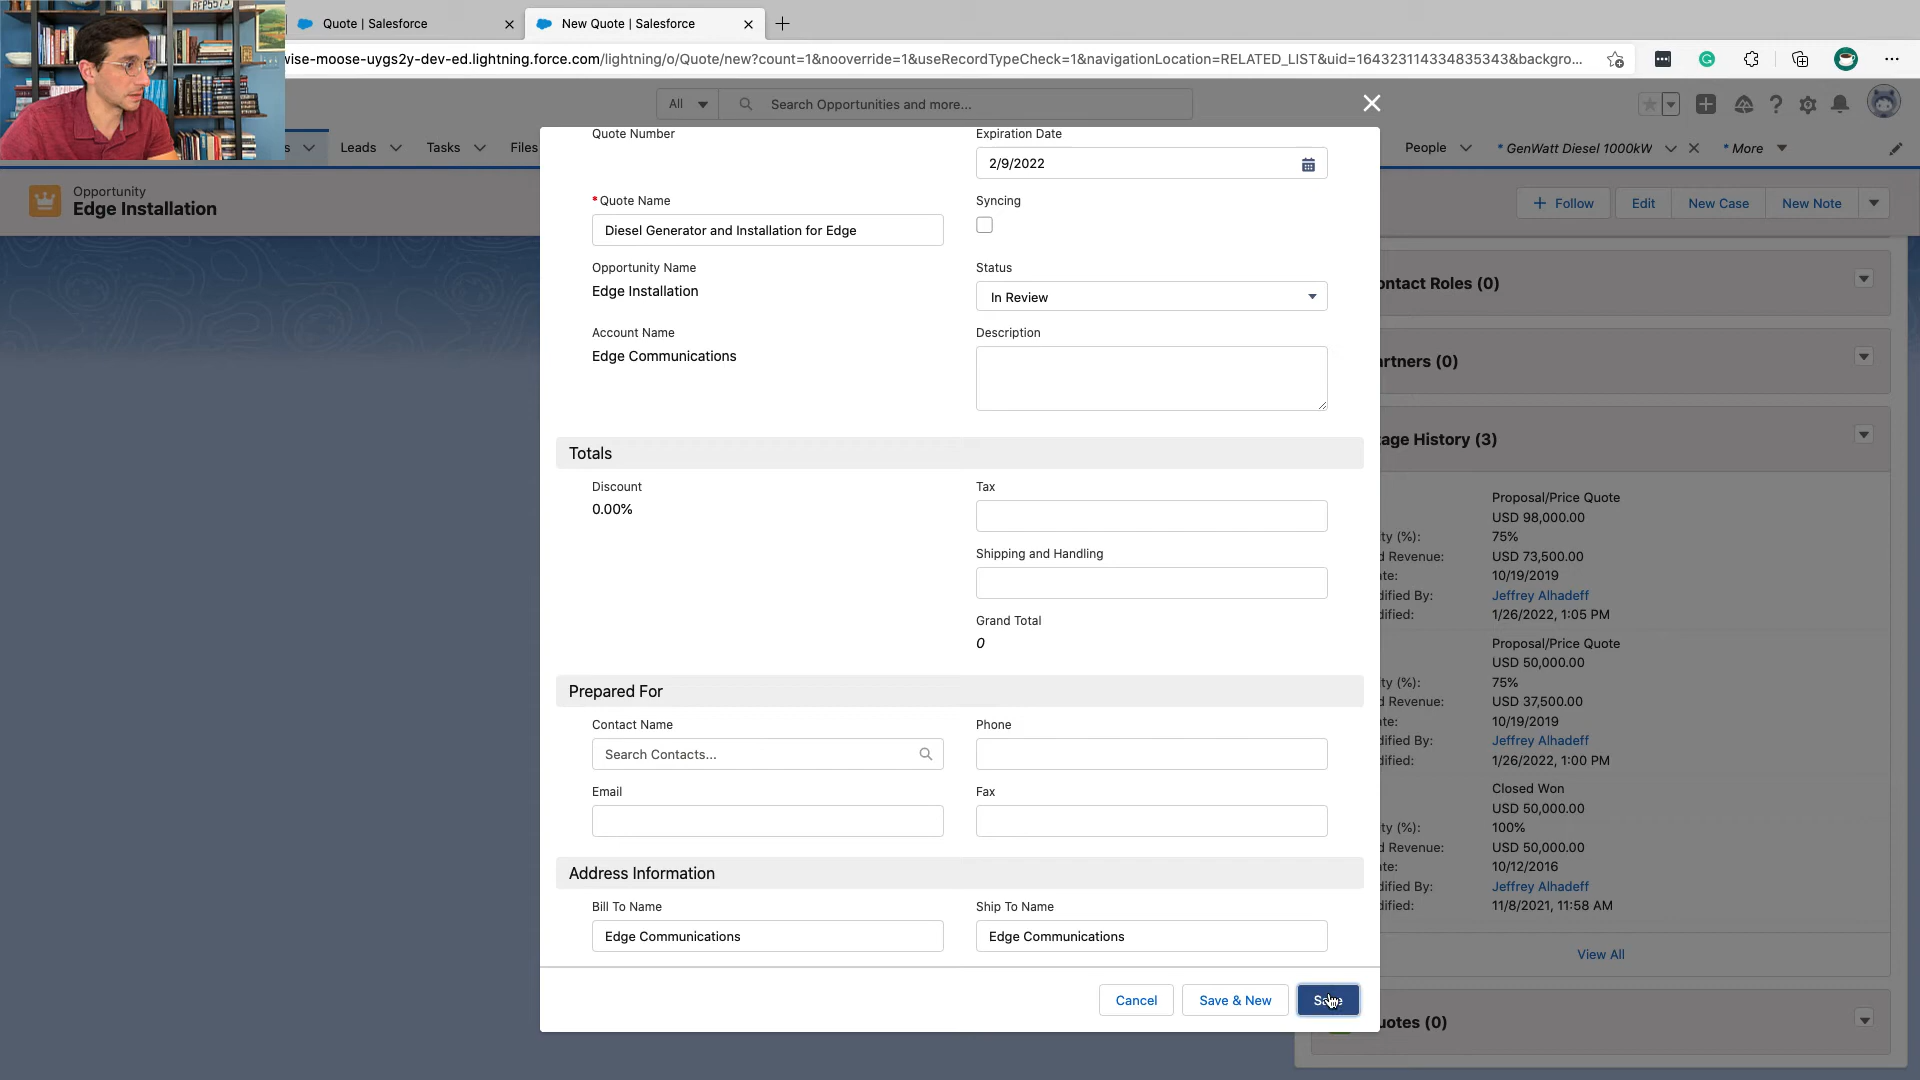 Quote | Salesforce
New Quote | Salesforce
wise-moose-uygs2y-dev-ed.lightning.force.com/lightning/o/Quote/new?count=1&nooverride=1&useRecordTypeCheck=1&navigationLocation=RELATED_LIST&uid=164323114334835343&backgro...
All
Search Opportunities and more...
Leads
Tasks
Files
People
* GenWatt Diesel 1000kW
* More
Opportunity
Edge Installation
Follow
Edit
New Case
New Note
Quote Number
Expiration Date
2/9/2022
*Quote Name
Diesel Generator and Installation for Edge
Syncing
Opportunity Name
Edge Installation
Status
In Review
Account Name
Edge Communications
Description
Totals
Discount
0.00%
Tax
Shipping and Handling
Grand Total
0
Prepared For
Contact Name
Search Contacts...
Phone
Email
Fax
Address Information
Bill To Name
Edge Communications
Ship To Name
Edge Communications
Cancel
Save & New
Save
ontact Roles (0)
artners (0)
age History (3)
Proposal/Price Quote
USD 98,000.00
ty (%):
75%
d Revenue:
USD 73,500.00
ate:
10/19/2019
dified By:
Jeffrey Alhadeff
dified:
1/26/2022, 1:05 PM
Proposal/Price Quote
USD 50,000.00
ty (%):
75%
d Revenue:
USD 37,500.00
ate:
10/19/2019
dified By:
Jeffrey Alhadeff
dified:
1/26/2022, 1:00 PM
Closed Won
USD 50,000.00
ty (%):
100%
d Revenue:
USD 50,000.00
ate:
10/12/2016
dified By:
Jeffrey Alhadeff
dified:
11/8/2021, 11:58 AM
View All
uotes (0)